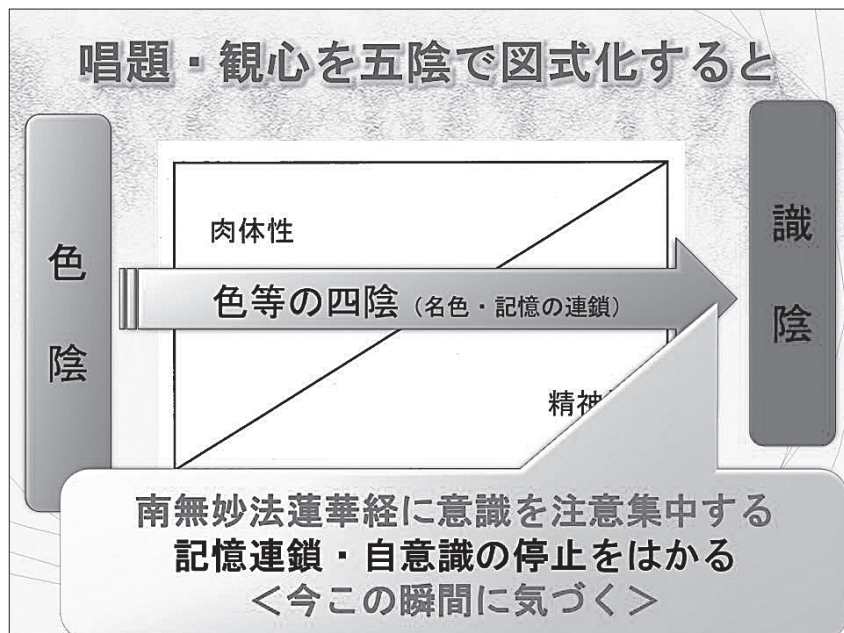 唱題・観心を五陰で図式化すると
色陰
肉体性
色等の四陰（名色・記憶の連鎖）
精神
識陰
南無妙法蓮華経に意識を注意集中する
記憶連鎖・自意識の停止をはかる
＜今この瞬間に気づく＞